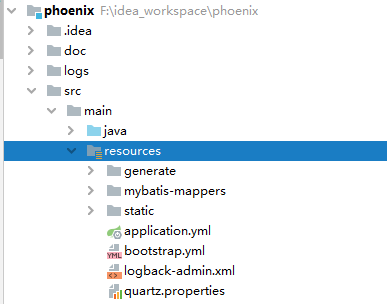 phoenix F:\idea_workspace\phoenix
.idea
doc
logs
src
main
java
resources
generate
mybatis-mappers
static
application.yml
YML bootstrap.yml
logback-admin.xml
quartz.properties